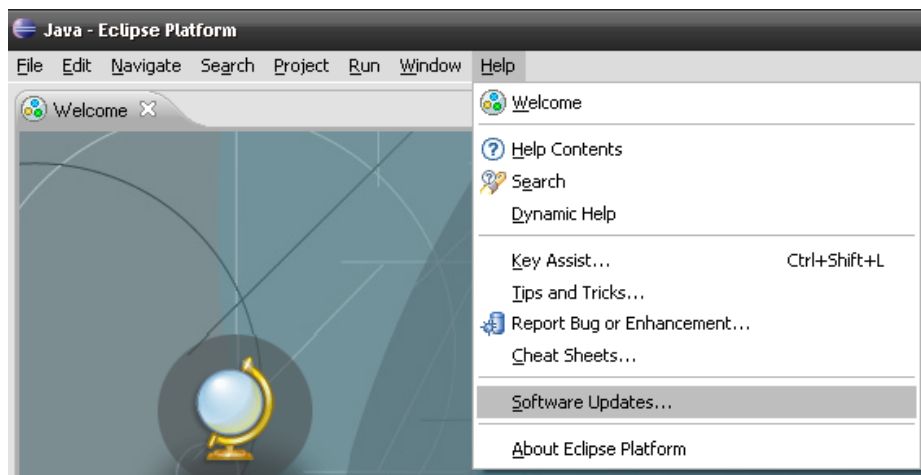 Java - Eclipse Platform
File Edit Navigate Search Project Run Window Help
Welcome
Welcome
Help Contents
Search
Dynamic Help
Key Assist... Ctrl+Shift+L
Tips and Tricks...
Report Bug or Enhancement...
Cheat Sheets...
Software Updates...
About Eclipse Platform